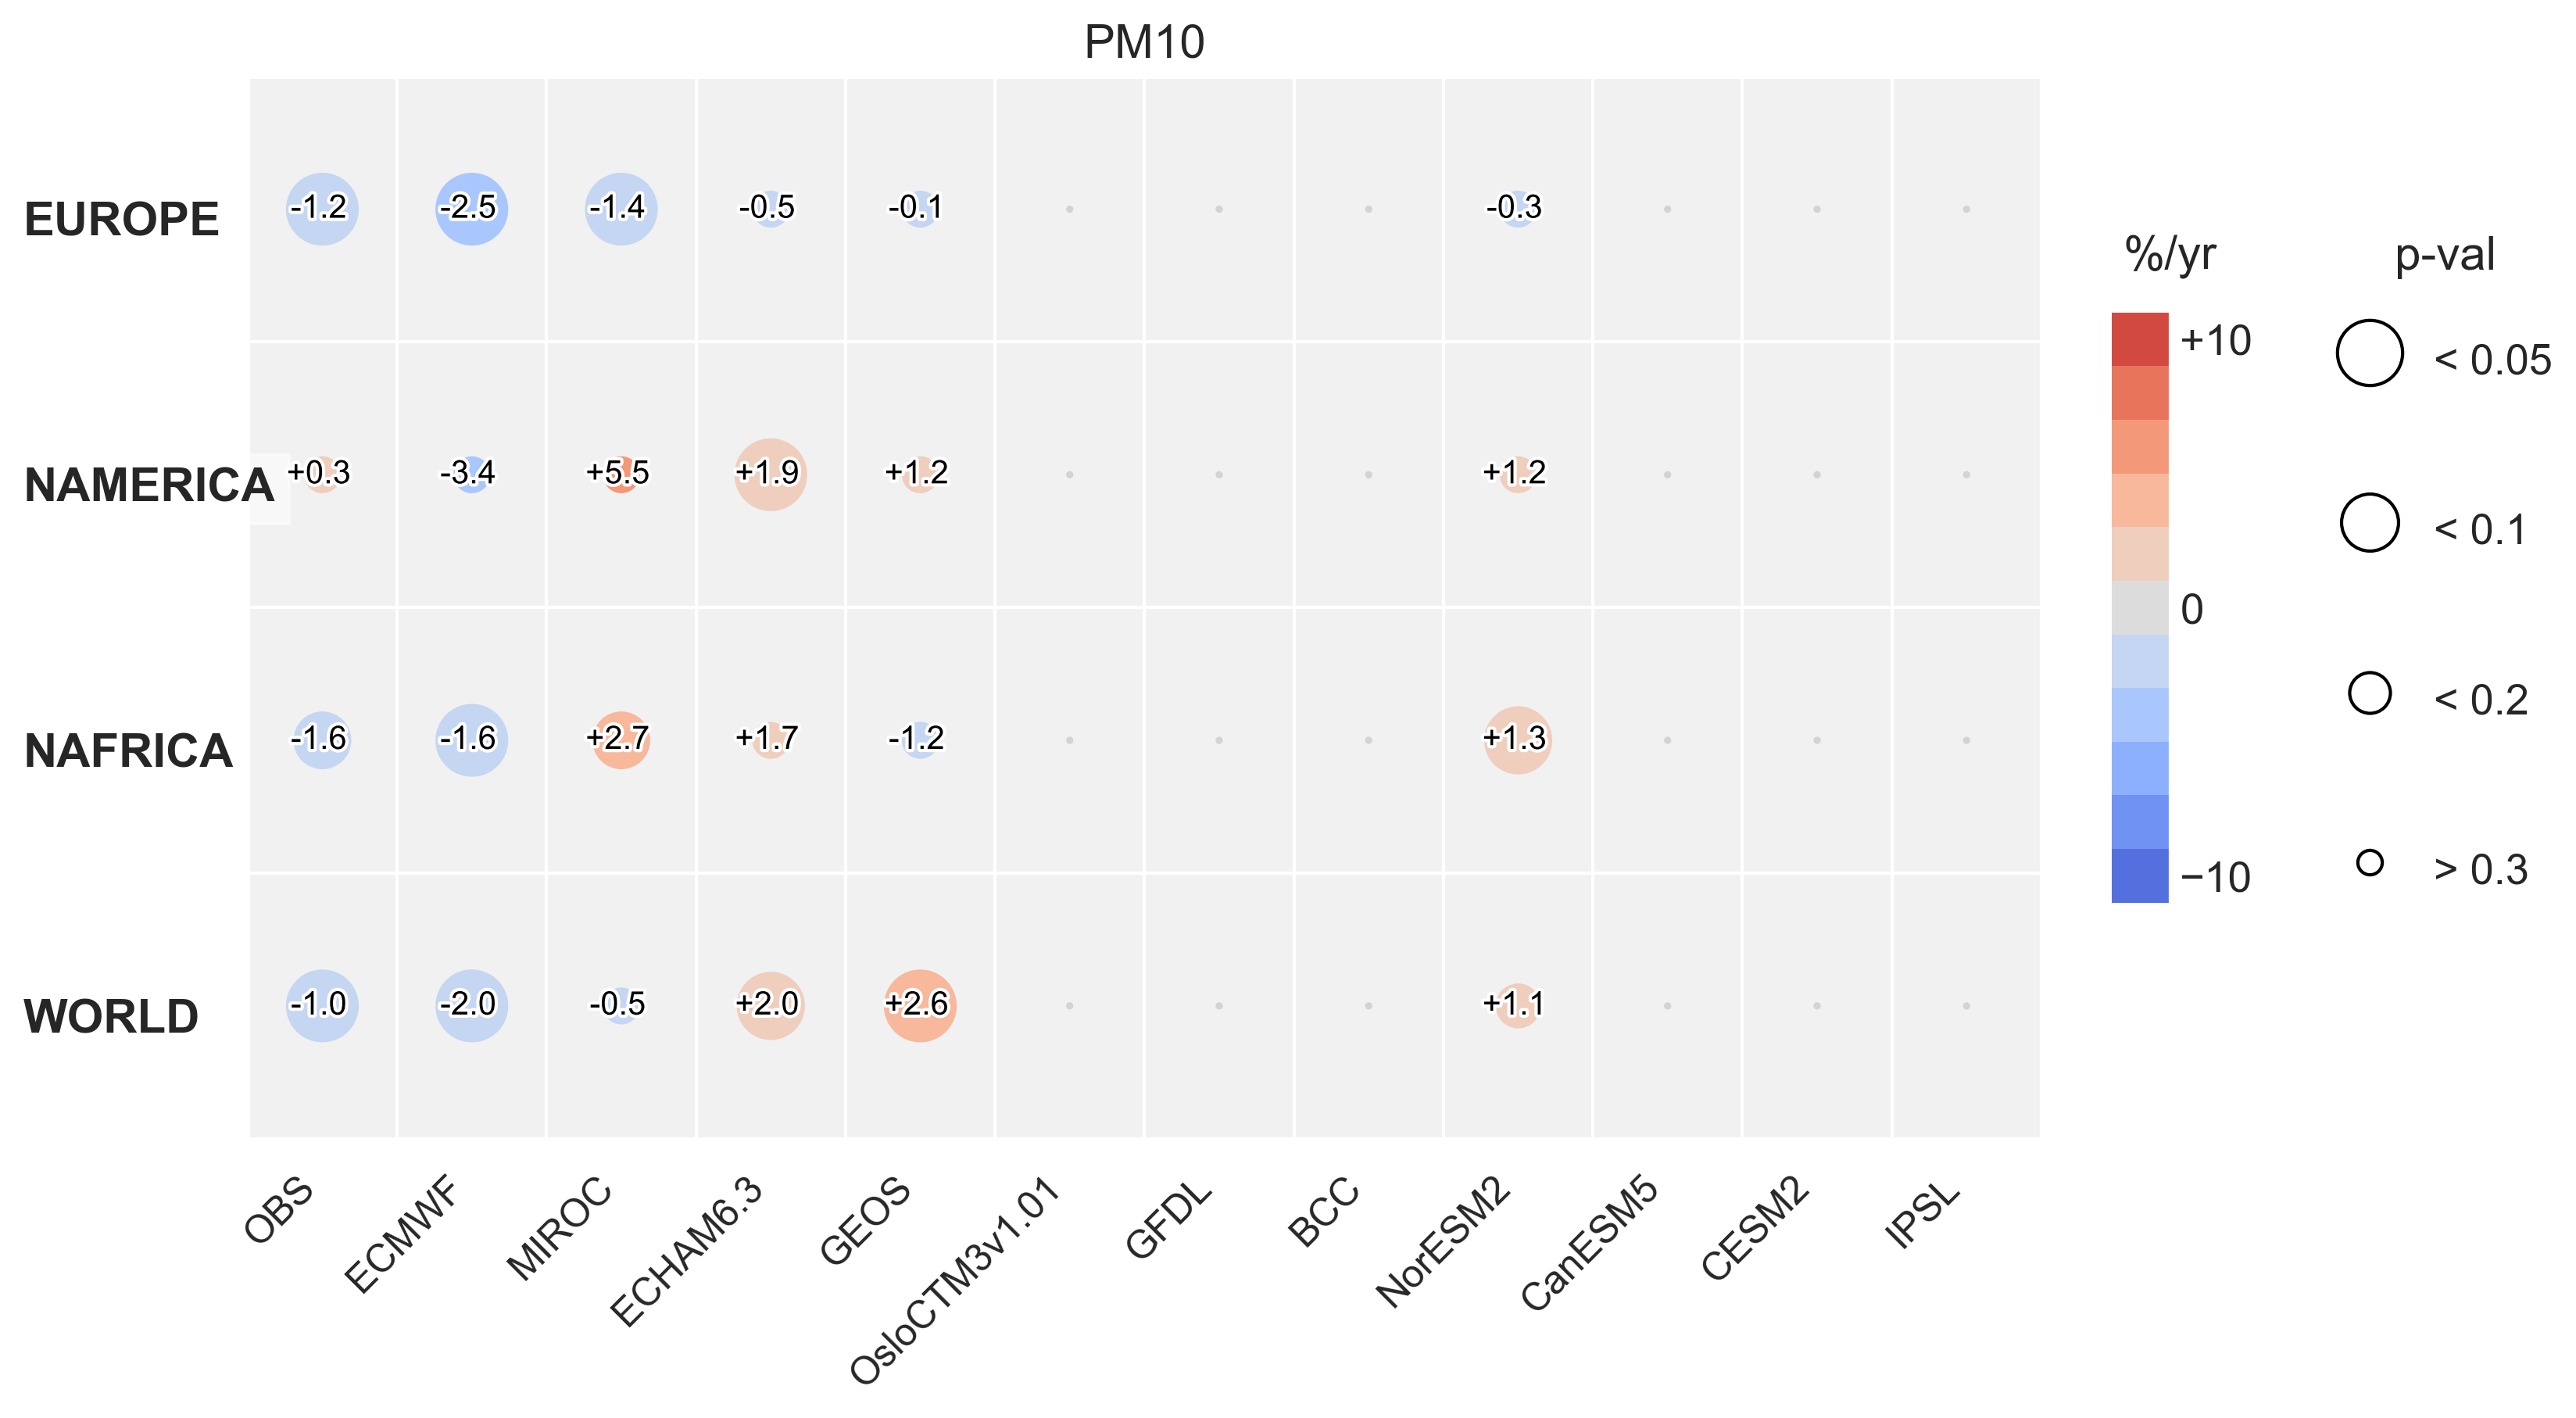 PM10
EUROPE -1.2 -2.5 -1.4 -0.5 -0.1 -0.3
NAMERICA +0.3 -3.4 +5.5 +1.9 +1.2 +1.2
NAFRICA -1.6 -1.6 +2.7 +1.7 -1.2 +1.3
WORLD -1.0 -2.0 -0.5 +2.0 +2.6 +1.1
OBS
ECMWF
MIROC
ECHAM6.3
GEOS
OsloCTM3v1.01
GFDL
BCC
NorESM2
CanESM5
CESM2
IPSL
%/yr
+10
0
−10
p-val
< 0.05
< 0.1
< 0.2
> 0.3